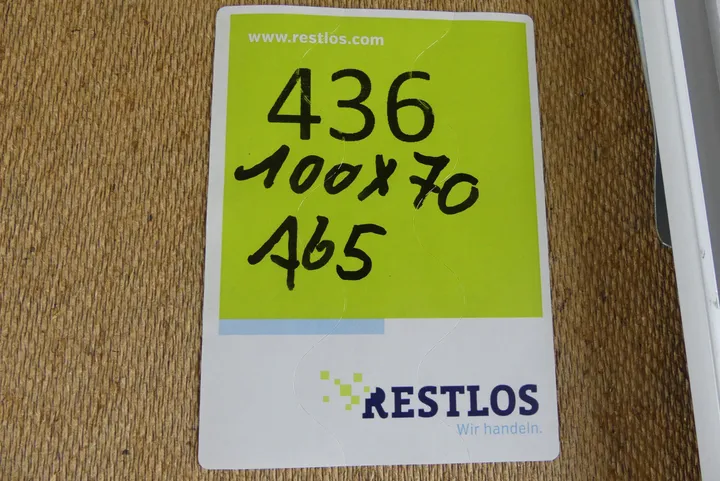 www.restlos.com
436
100x70
A65
RESTLOS
Wir handeln.